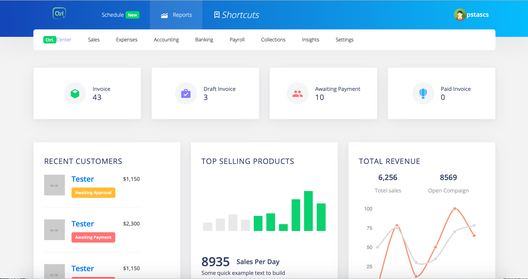 Ozt
Schedule New
Reports
Shortcuts
pstascs
Ozt Center
Sales
Expenses
Accounting
Banking
Payroll
Collections
Insights
Settings
Invoice
43
Draft Invoice
3
Awaiting Payment
10
Paid Invoice
0
RECENT CUSTOMERS
Tester $1,150
Awaiting Approval
Tester $2,300
Awaiting Payment
Tester $1,150
TOP SELLING PRODUCTS
8935 Sales Per Day
Some quick example text to build
TOTAL REVENUE
6,256 8569
Total sales Open Compaign
100
75
50
25